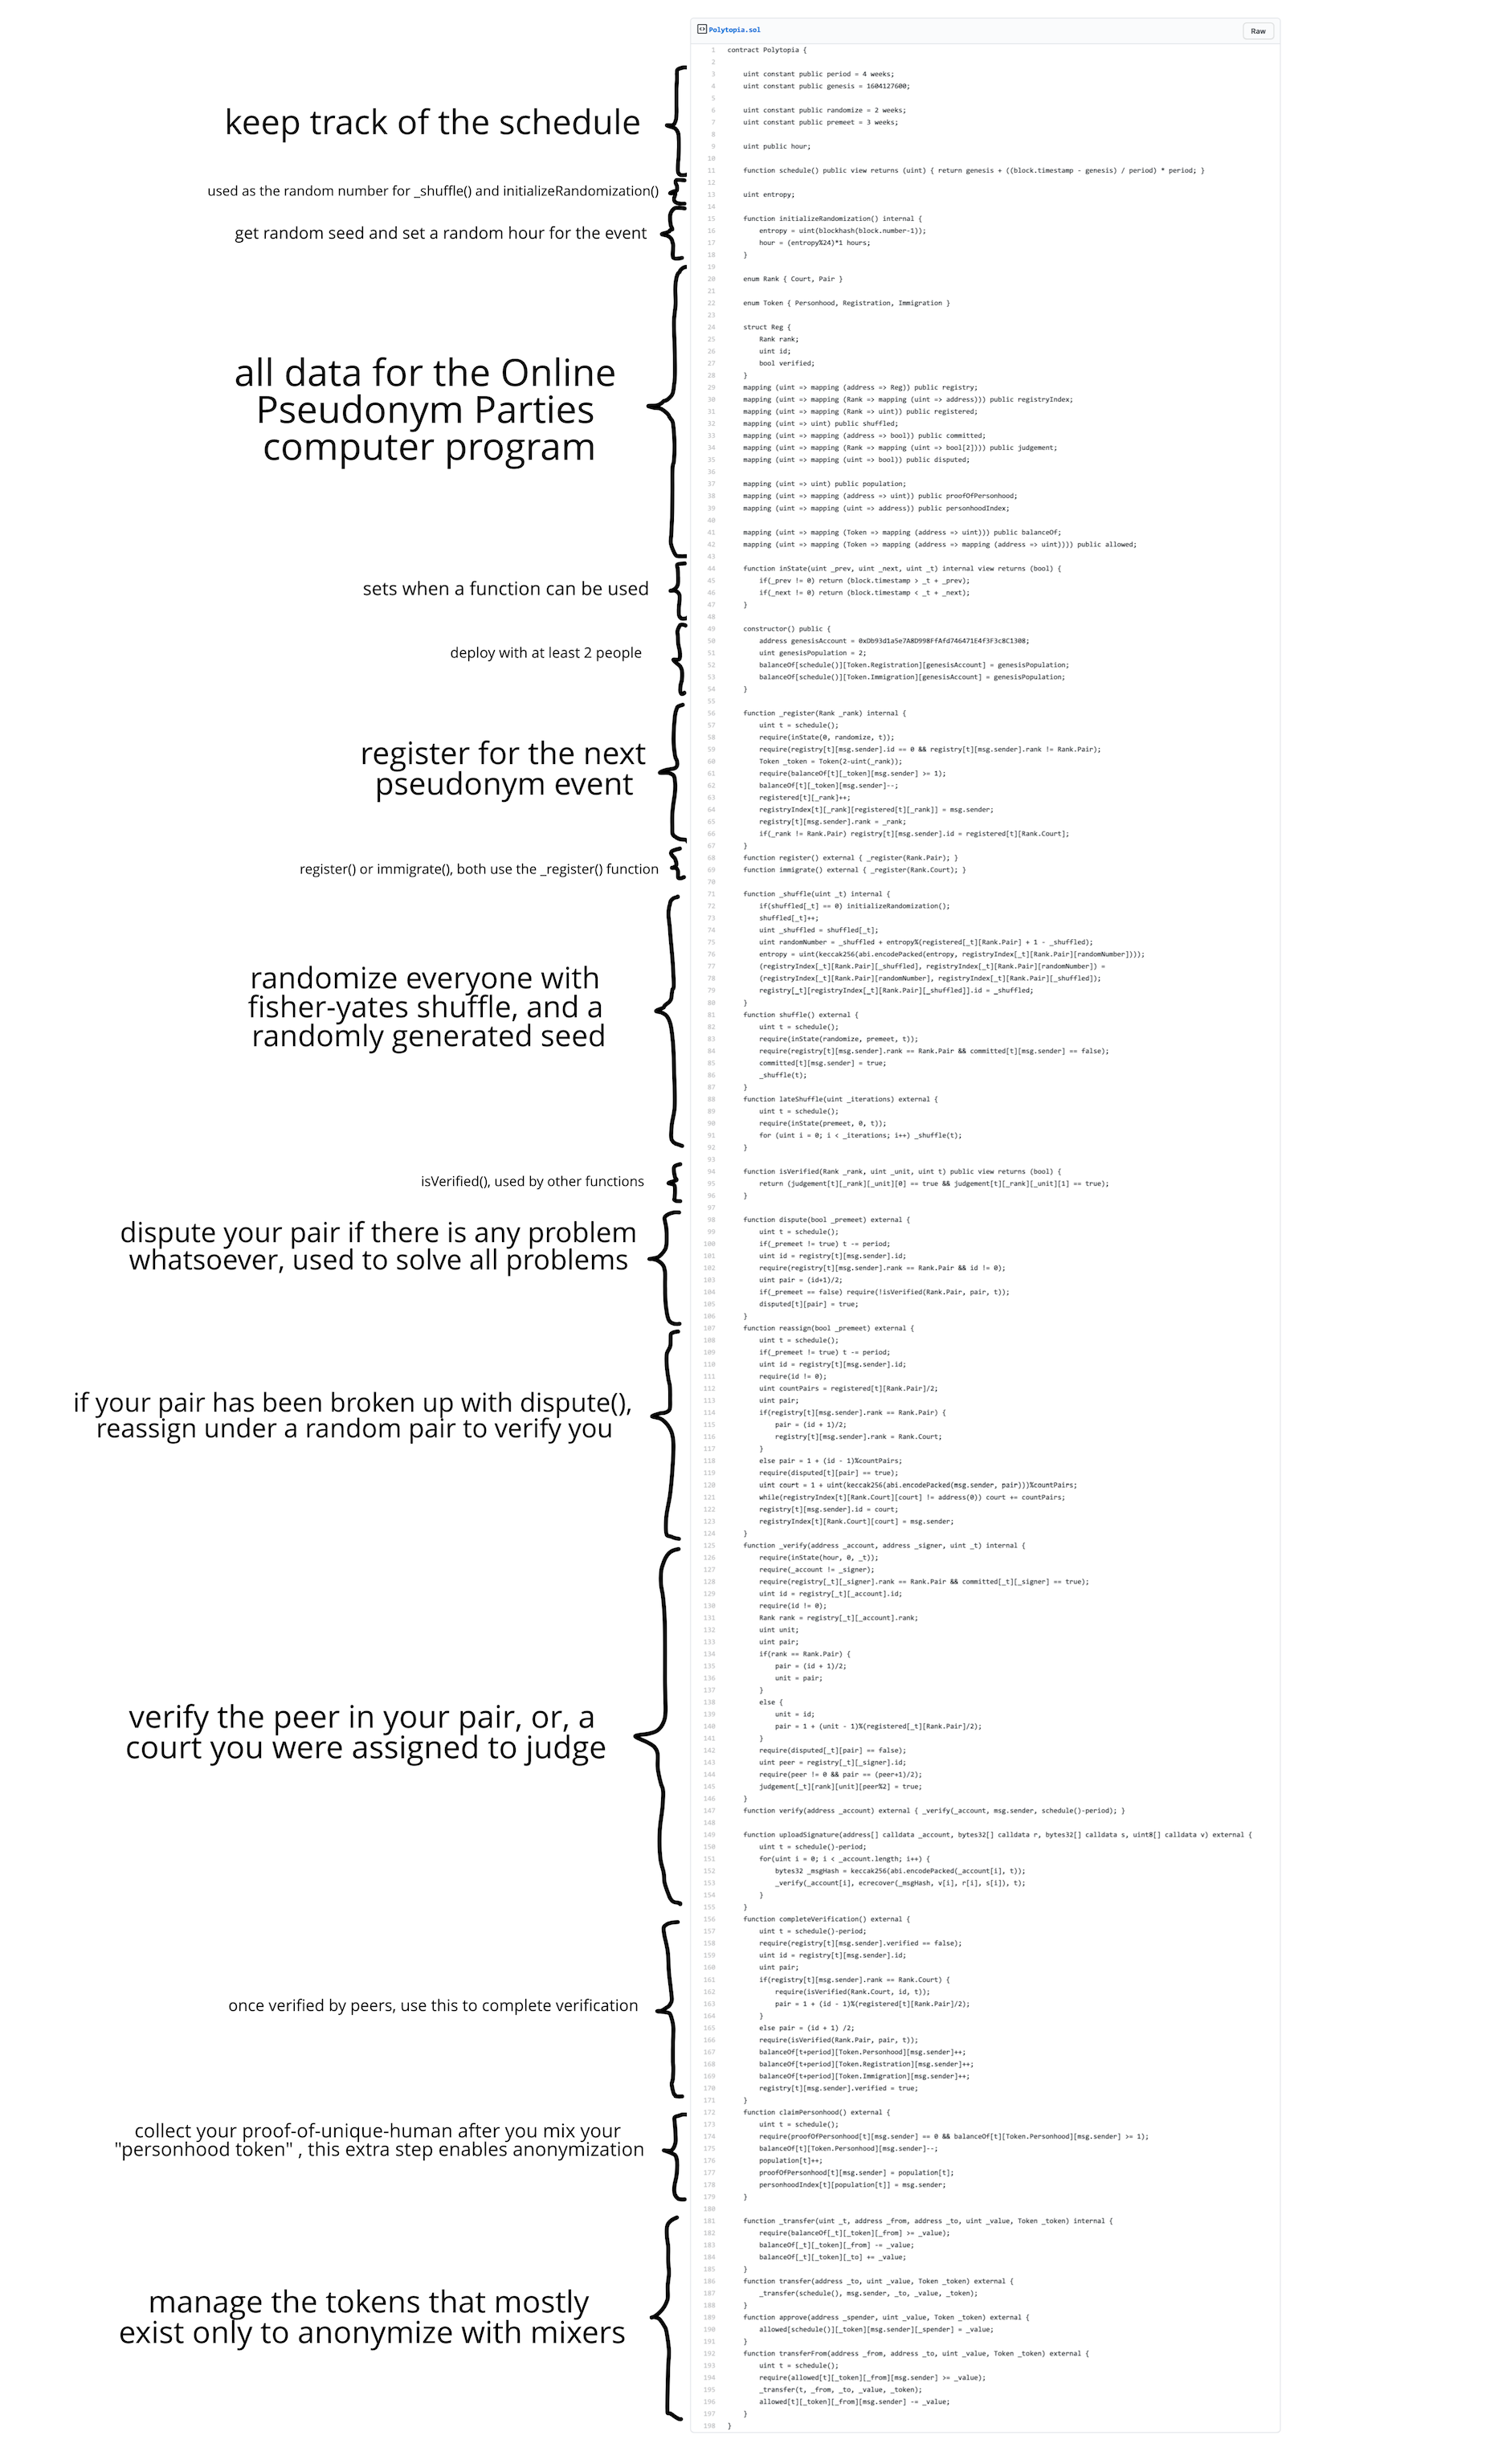 keep track of the schedule
used as the random number for _shuffle() and initializeRandomization()
get random seed and set a random hour for the event
all data for the Online
Pseudonym Parties
computer program
sets when a function can be used
deploy with at least 2 people
register for the next
pseudonym event
register() or immigrate(), both use the _register() function
randomize everyone with
fisher-yates shuffle, and a
randomly generated seed
isVerified(), used by other functions
dispute your pair if there is any problem
whatsoever, used to solve all problems
if your pair has been broken up with dispute(),
reassign under a random pair to verify you
verify the peer in your pair, or, a
court you were assigned to judge
once verified by peers, use this to complete verification
collect your proof-of-unique-human after you mix your
"personhood token" , this extra step enables anonymization
manage the tokens that mostly
exist only to anonymize with mixers
Polytopia.sol Raw
1 contract Polytopia {
2
3 uint constant public period = 4 weeks;
4 uint constant public genesis = 1604127600;
5
6 uint constant public randomize = 2 weeks;
7 uint constant public premeet = 3 weeks;
8
9 uint public hour;
10
11 function schedule() public view returns (uint) { return genesis + ((block.timestamp - genesis) / period) * period; }
12
13 uint entropy;
14
15 function initializeRandomization() internal {
16 entropy = uint(blockhash(block.number-1));
17 hour = (entropy%24)*1 hours;
18 }
19
20 enum Rank { Court, Pair }
21
22 enum Token { Personhood, Registration, Immigration }
23
24 struct Reg {
25 Rank rank;
26 uint id;
27 bool verified;
28 }
29 mapping (uint => mapping (address => Reg)) public registry;
30 mapping (uint => mapping (Rank => mapping (uint => address))) public registryIndex;
31 mapping (uint => mapping (Rank => uint)) public registered;
32 mapping (uint => uint) public shuffled;
33 mapping (uint => mapping (address => bool)) public committed;
34 mapping (uint => mapping (Rank => mapping (uint => bool[2]))) public judgement;
35 mapping (uint => mapping (uint => bool)) public disputed;
36
37 mapping (uint => uint) public population;
38 mapping (uint => mapping (address => uint)) public proofOfPersonhood;
39 mapping (uint => mapping (uint => address)) public personhoodIndex;
40
41 mapping (uint => mapping (Token => mapping (address => uint))) public balanceOf;
42 mapping (uint => mapping (Token => mapping (address => mapping (address => uint)))) public allowed;
43
44 function inState(uint _prev, uint _next, uint _t) internal view returns (bool) {
45 if(_prev != 0) return (block.timestamp > _t + _prev);
46 if(_next != 0) return (block.timestamp < _t + _next);
47 }
48
49 constructor() public {
50 address genesisAccount = 0xDb93d1a5e7A8D998FfAfd746471E4f3F3c8C1308;
51 uint genesisPopulation = 2;
52 balanceOf[schedule()][Token.Registration][genesisAccount] = genesisPopulation;
53 balanceOf[schedule()][Token.Immigration][genesisAccount] = genesisPopulation;
54 }
55
56 function _register(Rank _rank) internal {
57 uint t = schedule();
58 require(inState(0, randomize, t));
59 require(registry[t][msg.sender].id == 0 && registry[t][msg.sender].rank != Rank.Pair);
60 Token _token = Token(2-uint(_rank));
61 require(balanceOf[t][_token][msg.sender] >= 1);
62 balanceOf[t][_token][msg.sender]--;
63 registered[t][_rank]++;
64 registryIndex[t][_rank][registered[t][_rank]] = msg.sender;
65 registry[t][msg.sender].rank = _rank;
66 if(_rank != Rank.Pair) registry[t][msg.sender].id = registered[t][Rank.Court];
67 }
68 function register() external { _register(Rank.Pair); }
69 function immigrate() external { _register(Rank.Court); }
70
71 function _shuffle(uint _t) internal {
72 if(shuffled[_t] == 0) initializeRandomization();
73 shuffled[_t]++;
74 uint _shuffled = shuffled[_t];
75 uint randomNumber = _shuffled + entropy%(registered[_t][Rank.Pair] + 1 - _shuffled);
76 entropy = uint(keccak256(abi.encodePacked(entropy, registryIndex[_t][Rank.Pair][randomNumber])));
77 (registryIndex[_t][Rank.Pair][_shuffled], registryIndex[_t][Rank.Pair][randomNumber]) =
78 (registryIndex[_t][Rank.Pair][randomNumber], registryIndex[_t][Rank.Pair][_shuffled]);
79 registry[_t][registryIndex[_t][Rank.Pair][_shuffled]].id = _shuffled;
80 }
81 function shuffle() external {
82 uint t = schedule();
83 require(inState(randomize, premeet, t));
84 require(registry[t][msg.sender].rank == Rank.Pair && committed[t][msg.sender] == false);
85 committed[t][msg.sender] = true;
86 _shuffle(t);
87 }
88 function lateShuffle(uint _iterations) external {
89 uint t = schedule();
90 require(inState(premeet, 0, t));
91 for (uint i = 0; i < _iterations; i++) _shuffle(t);
92 }
93
94 function isVerified(Rank _rank, uint _unit, uint t) public view returns (bool) {
95 return (judgement[t][_rank][_unit][0] == true && judgement[t][_rank][_unit][1] == true);
96 }
97
98 function dispute(bool _premeet) external {
99 uint t = schedule();
100 if(_premeet != true) t -= period;
101 uint id = registry[t][msg.sender].id;
102 require(registry[t][msg.sender].rank == Rank.Pair && id != 0);
103 uint pair = (id+1)/2;
104 if(_premeet == false) require(!isVerified(Rank.Pair, pair, t));
105 disputed[t][pair] = true;
106 }
107 function reassign(bool _premeet) external {
108 uint t = schedule();
109 if(_premeet != true) t -= period;
110 uint id = registry[t][msg.sender].id;
111 require(id != 0);
112 uint countPairs = registered[t][Rank.Pair]/2;
113 uint pair;
114 if(registry[t][msg.sender].rank == Rank.Pair) {
115 pair = (id + 1)/2;
116 registry[t][msg.sender].rank = Rank.Court;
117 }
118 else pair = 1 + (id - 1)%countPairs;
119 require(disputed[t][pair] == true);
120 uint court = 1 + uint(keccak256(abi.encodePacked(msg.sender, pair)))%countPairs;
121 while(registryIndex[t][Rank.Court][court] != address(0)) court += countPairs;
122 registry[t][msg.sender].id = court;
123 registryIndex[t][Rank.Court][court] = msg.sender;
124 }
125 function _verify(address _account, address _signer, uint _t) internal {
126 require(inState(hour, 0, _t));
127 require(_account != _signer);
128 require(registry[_t][_signer].rank == Rank.Pair && committed[_t][_signer] == true);
129 uint id = registry[_t][_account].id;
130 require(id != 0);
131 Rank rank = registry[_t][_account].rank;
132 uint unit;
133 uint pair;
134 if(rank == Rank.Pair) {
135 pair = (id + 1)/2;
136 unit = pair;
137 }
138 else {
139 unit = id;
140 pair = 1 + (unit - 1)%(registered[_t][Rank.Pair]/2);
141 }
142 require(disputed[_t][pair] == false);
143 uint peer = registry[_t][_signer].id;
144 require(peer != 0 && pair == (peer+1)/2);
145 judgement[_t][rank][unit][peer%2] = true;
146 }
147 function verify(address _account) external { _verify(_account, msg.sender, schedule()-period); }
148
149 function uploadSignature(address[] calldata _account, bytes32[] calldata r, bytes32[] calldata s, uint8[] calldata v) external {
150 uint t = schedule()-period;
151 for(uint i = 0; i < _account.length; i++) {
152 bytes32 _msgHash = keccak256(abi.encodePacked(_account[i], t));
153 _verify(_account[i], ecrecover(_msgHash, v[i], r[i], s[i]), t);
154 }
155 }
156 function completeVerification() external {
157 uint t = schedule()-period;
158 require(registry[t][msg.sender].verified == false);
159 uint id = registry[t][msg.sender].id;
160 uint pair;
161 if(registry[t][msg.sender].rank == Rank.Court) {
162 require(isVerified(Rank.Court, id, t));
163 pair = 1 + (id - 1)%(registered[t][Rank.Pair]/2);
164 }
165 else pair = (id + 1) /2;
166 require(isVerified(Rank.Pair, pair, t));
167 balanceOf[t+period][Token.Personhood][msg.sender]++;
168 balanceOf[t+period][Token.Registration][msg.sender]++;
169 balanceOf[t+period][Token.Immigration][msg.sender]++;
170 registry[t][msg.sender].verified = true;
171 }
172 function claimPersonhood() external {
173 uint t = schedule();
174 require(proofOfPersonhood[t][msg.sender] == 0 && balanceOf[t][Token.Personhood][msg.sender] >= 1);
175 balanceOf[t][Token.Personhood][msg.sender]--;
176 population[t]++;
177 proofOfPersonhood[t][msg.sender] = population[t];
178 personhoodIndex[t][population[t]] = msg.sender;
179 }
180
181 function _transfer(uint _t, address _from, address _to, uint _value, Token _token) internal {
182 require(balanceOf[_t][_token][_from] >= _value);
183 balanceOf[_t][_token][_from] -= _value;
184 balanceOf[_t][_token][_to] += _value;
185 }
186 function transfer(address _to, uint _value, Token _token) external {
187 _transfer(schedule(), msg.sender, _to, _value, _token);
188 }
189 function approve(address _spender, uint _value, Token _token) external {
190 allowed[schedule()][_token][msg.sender][_spender] = _value;
191 }
192 function transferFrom(address _from, address _to, uint _value, Token _token) external {
193 uint t = schedule();
194 require(allowed[t][_token][_from][msg.sender] >= _value);
195 _transfer(t, _from, _to, _value, _token);
196 allowed[t][_token][_from][msg.sender] -= _value;
197 }
198 }